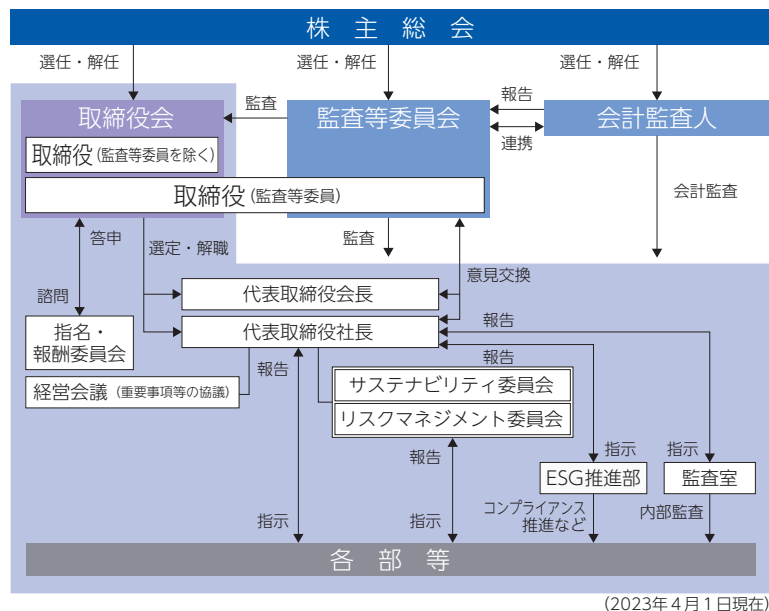 株主総会
選任・解任
選任・解任
選任・解任
取締役会
監査
監査等委員会
報告
連携
会計監査人
取締役(監査等委員を除く)
取締役(監査等委員)
会計監査
答申
選定・解職
監査
意見交換
諮問
代表取締役会長
指名・
報酬委員会
代表取締役社長
報告
報告
報告
経営会議(重要事項等の協議)
サステナビリティ委員会
リスクマネジメント委員会
報告
指示
指示
ESG推進部
監査室
指示
指示
コンプライアンス
推進など
内部監査
各部等
(2023年4月1日現在)